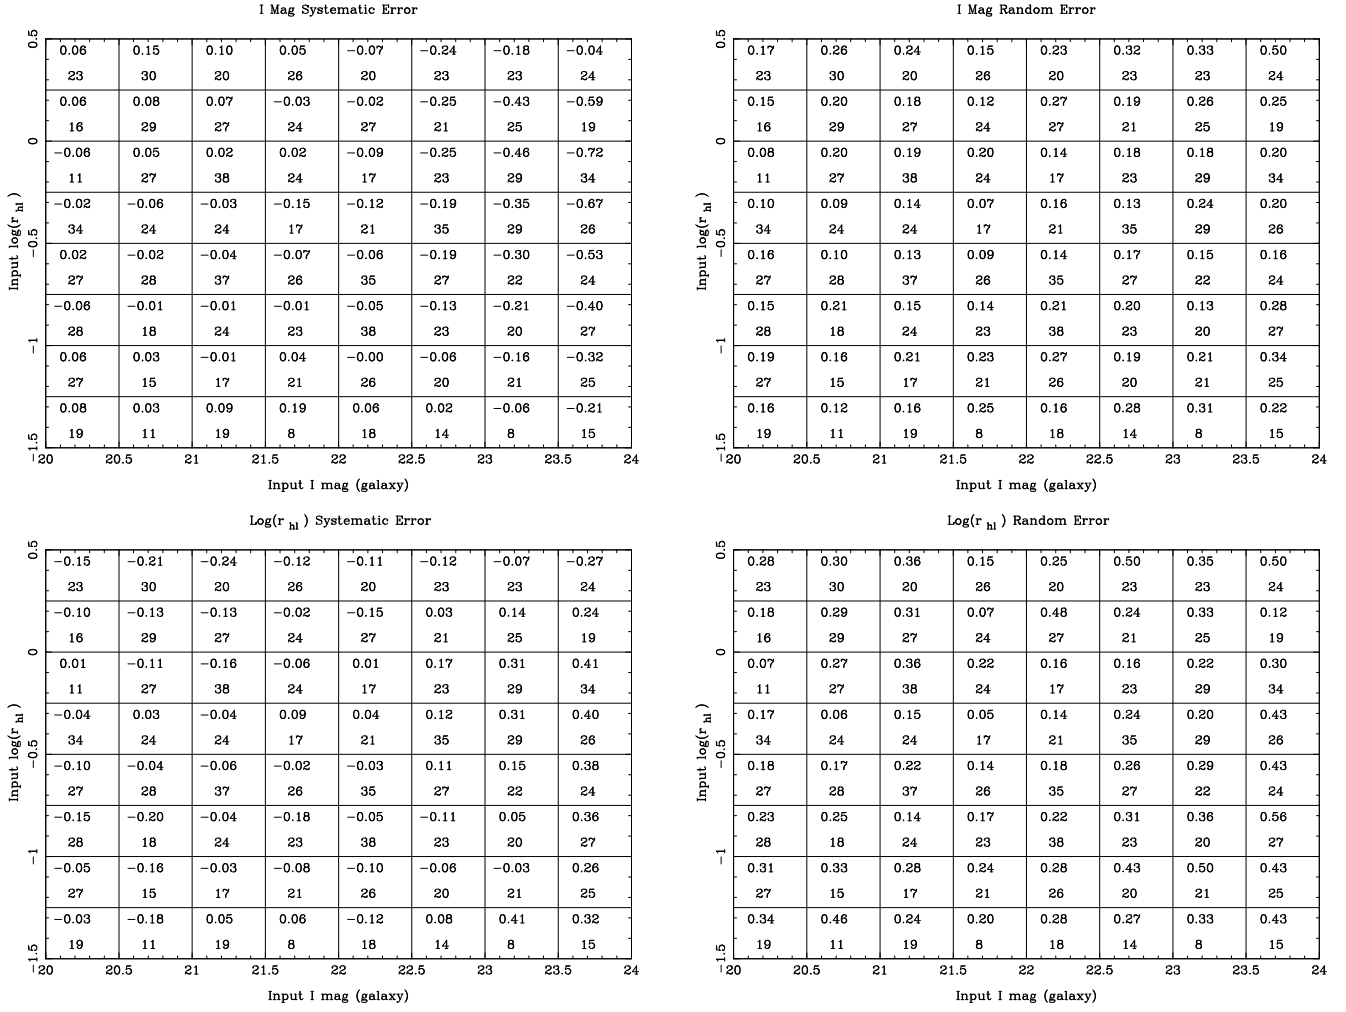 I Mag Systematic Error
0.5 0.06 0.15 0.10 0.05 −0.07 −0.24 −0.18 −0.04
23 30 20 26 20 23 23 24
0.06 0.08 0.07 −0.03 −0.02 −0.25 −0.43 −0.59
16 29 27 24 27 21 25 19
0
−0.06 0.05 0.02 0.02 −0.09 −0.25 −0.46 −0.72
11 27 38 24 17 23 29 34
−0.02 −0.06 −0.03 −0.15 −0.12 −0.19 −0.35 −0.67
34 24 24 17 21 35 29 26
−0.5
0.02 −0.02 −0.04 −0.07 −0.06 −0.19 −0.30 −0.53
27 28 37 26 35 27 22 24
−0.06 −0.01 −0.01 −0.01 −0.05 −0.13 −0.21 −0.40
28 18 24 23 38 23 20 27
−1
0.06 0.03 −0.01 0.04 −0.00 −0.06 −0.16 −0.32
27 15 17 21 26 20 21 25
0.08 0.03 0.09 0.19 0.06 0.02 −0.06 −0.21
19 11 19 8 18 14 8 15
−1.5
20 20.5 21 21.5 22 22.5 23 23.5 24
Input I mag (galaxy)
Input log(r hl )
I Mag Random Error
0.5 0.17 0.26 0.24 0.15 0.23 0.32 0.33 0.50
23 30 20 26 20 23 23 24
0.15 0.20 0.18 0.12 0.27 0.19 0.26 0.25
16 29 27 24 27 21 25 19
0
0.08 0.20 0.19 0.20 0.14 0.18 0.18 0.20
11 27 38 24 17 23 29 34
0.10 0.09 0.14 0.07 0.16 0.13 0.24 0.20
34 24 24 17 21 35 29 26
−0.5
0.16 0.10 0.13 0.09 0.14 0.17 0.15 0.16
27 28 37 26 35 27 22 24
0.15 0.21 0.15 0.14 0.21 0.20 0.13 0.28
28 18 24 23 38 23 20 27
−1
0.19 0.16 0.21 0.23 0.27 0.19 0.21 0.34
27 15 17 21 26 20 21 25
0.16 0.12 0.16 0.25 0.16 0.28 0.31 0.22
19 11 19 8 18 14 8 15
−1.5
20 20.5 21 21.5 22 22.5 23 23.5 24
Input I mag (galaxy)
Input log(r hl )
Log(r hl ) Systematic Error
0.5 −0.15 −0.21 −0.24 −0.12 −0.11 −0.12 −0.07 −0.27
23 30 20 26 20 23 23 24
−0.10 −0.13 −0.13 −0.02 −0.15 0.03 0.14 0.24
16 29 27 24 27 21 25 19
0
0.01 −0.11 −0.16 −0.06 0.01 0.17 0.31 0.41
11 27 38 24 17 23 29 34
−0.04 0.03 −0.04 0.09 0.04 0.12 0.31 0.40
34 24 24 17 21 35 29 26
−0.5
−0.10 −0.04 −0.06 −0.02 −0.03 0.11 0.15 0.38
27 28 37 26 35 27 22 24
−0.15 −0.20 −0.04 −0.18 −0.05 −0.11 0.05 0.36
28 18 24 23 38 23 20 27
−1
−0.05 −0.16 −0.03 −0.08 −0.10 −0.06 −0.03 0.26
27 15 17 21 26 20 21 25
−0.03 −0.18 0.05 0.06 −0.12 0.08 0.41 0.32
19 11 19 8 18 14 8 15
−1.5
20 20.5 21 21.5 22 22.5 23 23.5 24
Input I mag (galaxy)
Input log(r hl )
Log(r hl ) Random Error
0.5 0.28 0.30 0.36 0.15 0.25 0.50 0.35 0.50
23 30 20 26 20 23 23 24
0.18 0.29 0.31 0.07 0.48 0.24 0.33 0.12
16 29 27 24 27 21 25 19
0
0.07 0.27 0.36 0.22 0.16 0.16 0.22 0.30
11 27 38 24 17 23 29 34
0.17 0.06 0.15 0.05 0.14 0.24 0.20 0.43
34 24 24 17 21 35 29 26
−0.5
0.18 0.17 0.22 0.14 0.18 0.26 0.29 0.43
27 28 37 26 35 27 22 24
0.23 0.25 0.14 0.17 0.22 0.31 0.36 0.56
28 18 24 23 38 23 20 27
−1
0.31 0.33 0.28 0.24 0.28 0.43 0.50 0.43
27 15 17 21 26 20 21 25
0.34 0.46 0.24 0.20 0.28 0.27 0.33 0.43
19 11 19 8 18 14 8 15
−1.5
20 20.5 21 21.5 22 22.5 23 23.5 24
Input I mag (galaxy)
Input log(r hl )